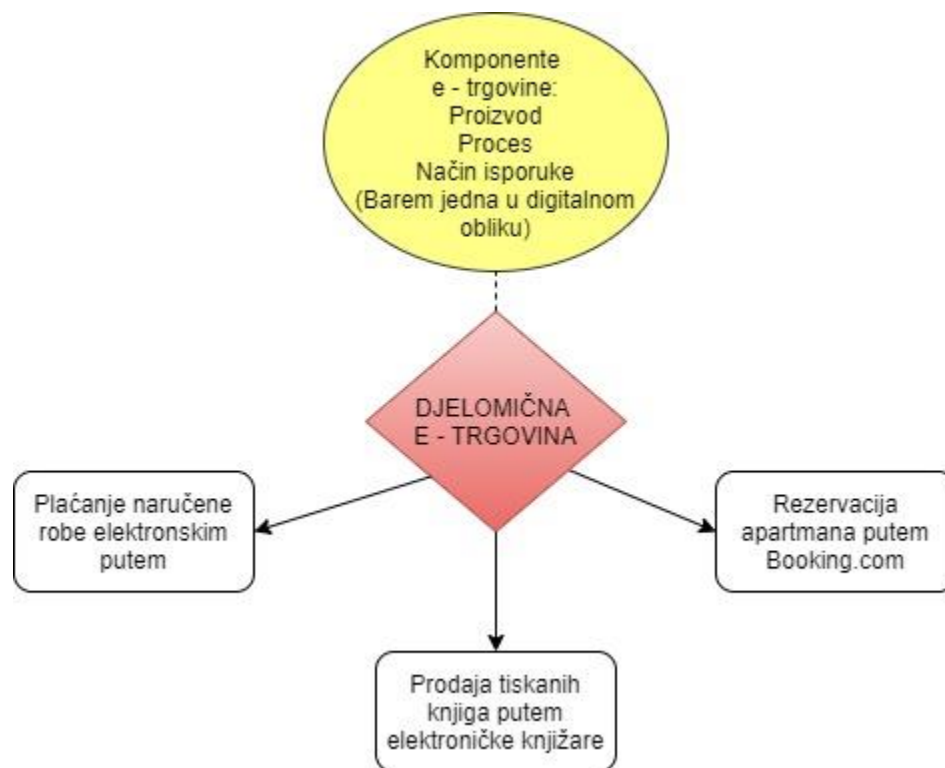 Komponente
e - trgovine:
Proizvod
Proces
Način isporuke
(Barem jedna u digitalnom
obliku)
DJELOMIČNA
E - TRGOVINA
Plaćanje naručene
robe elektronskim
putem
Rezervacija
apartmana putem
Booking.com
Prodaja tiskanih
knjiga putem
elektroničke knjižare